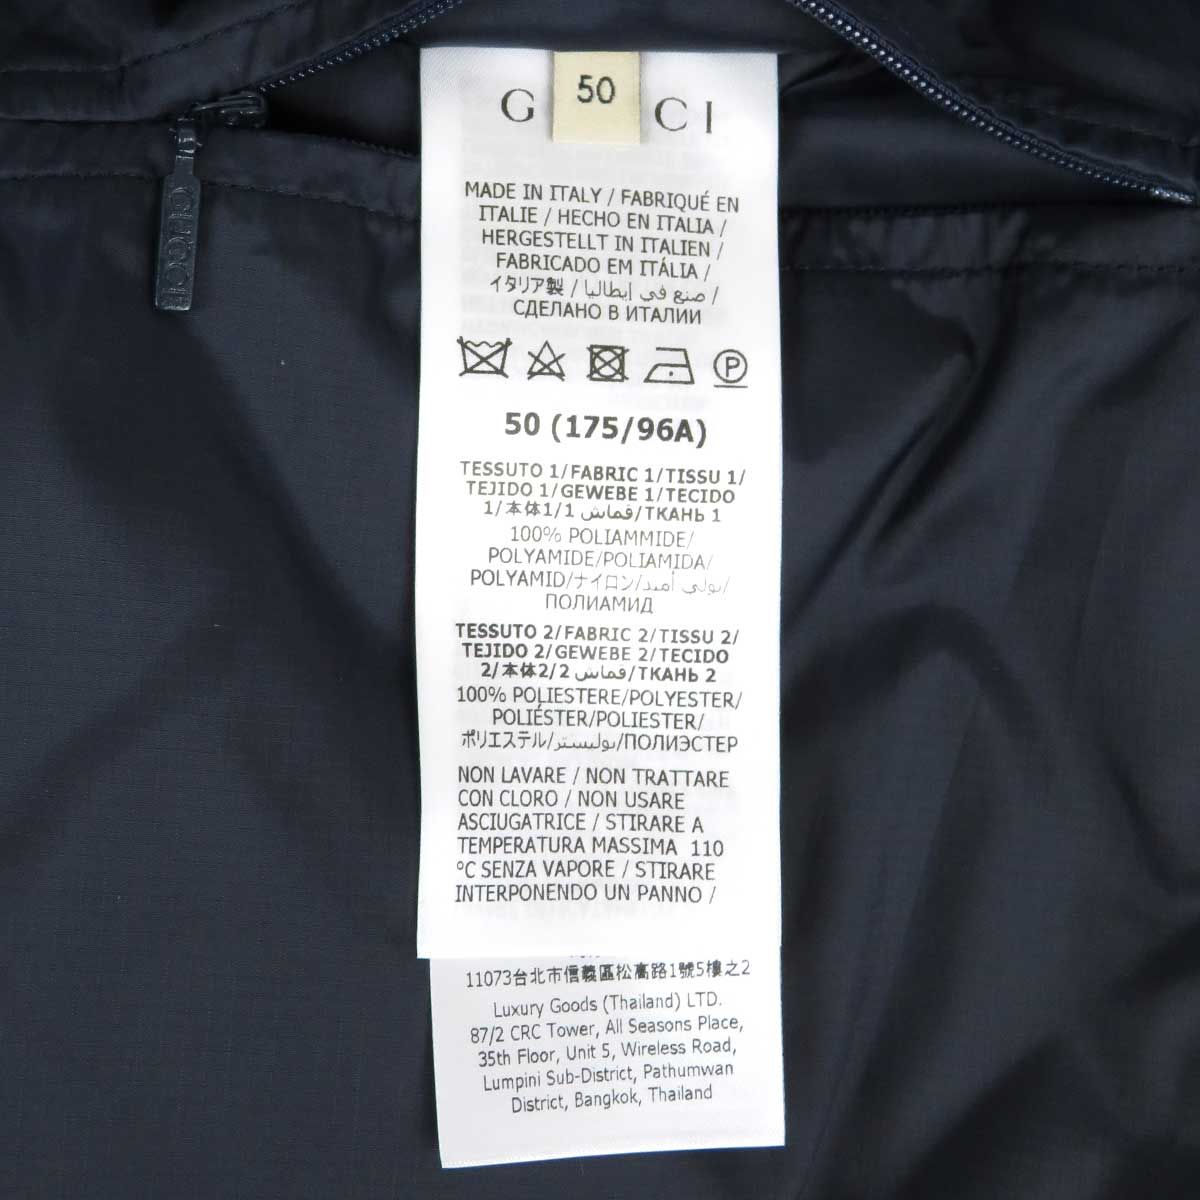 GUCCI
50
G CCI
MADE IN ITALY / FABRIQUÉ EN
ITALIE / HECHO EN ITALIA /
HERGESTELLT IN ITALIEN /
FABRICADO EM ITÁLIA /
イタリア製 / صنع في إيطاليا /
СДЕЛАНО В ИТАЛИИ
P
50 (175/96A)
TESSUTO 1/FABRIC 1/TISSU 1/
TEJIDO 1/GEWEBE 1/TECIDO
1/本体1/1 قماش/ТКАНЬ 1
100% POLIAMMIDE/
POLYAMIDE/POLIAMIDA/
POLYAMID/ナイロン/بولي أميد/
ПОЛИАМИД
TESSUTO 2/FABRIC 2/TISSU 2/
TEJIDO 2/GEWEBE 2/TECIDO
2/本体2/2 قماش/ТКАНЬ 2
100% POLIESTERE/POLYESTER/
POLIÉSTER/POLIESTER/
ポリエステル/بوليستر/ПОЛИЭСТЕР
NON LAVARE / NON TRATTARE
CON CLORO / NON USARE
ASCIUGATRICE / STIRARE A
TEMPERATURA MASSIMA 110
°C SENZA VAPORE / STIRARE
INTERPONENDO UN PANNO /
11073台北市信義區松高路1號5樓之2
Luxury Goods (Thailand) LTD.
87/2 CRC Tower, All Seasons Place,
35th Floor, Unit 5, Wireless Road,
Lumpini Sub-District, Pathumwan
District, Bangkok, Thailand